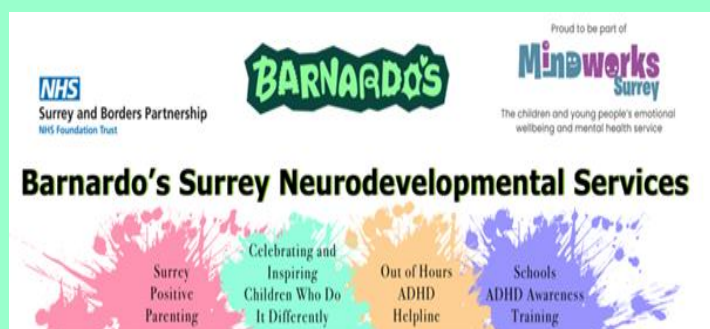 NHS
Surrey and Borders Partnership
NHS Foundation Trust
BARNARDO'S
Proud to be part of
Mindworks
Surrey
The children and young people's emotional
wellbeing and mental health service
Barnardo's Surrey Neurodevelopmental Services
Surrey
Positive
Parenting
Celebrating and
Inspiring
Children Who Do
It Differently
Out of Hours
ADHD
Helpline
Schools
ADHD Awareness
Training